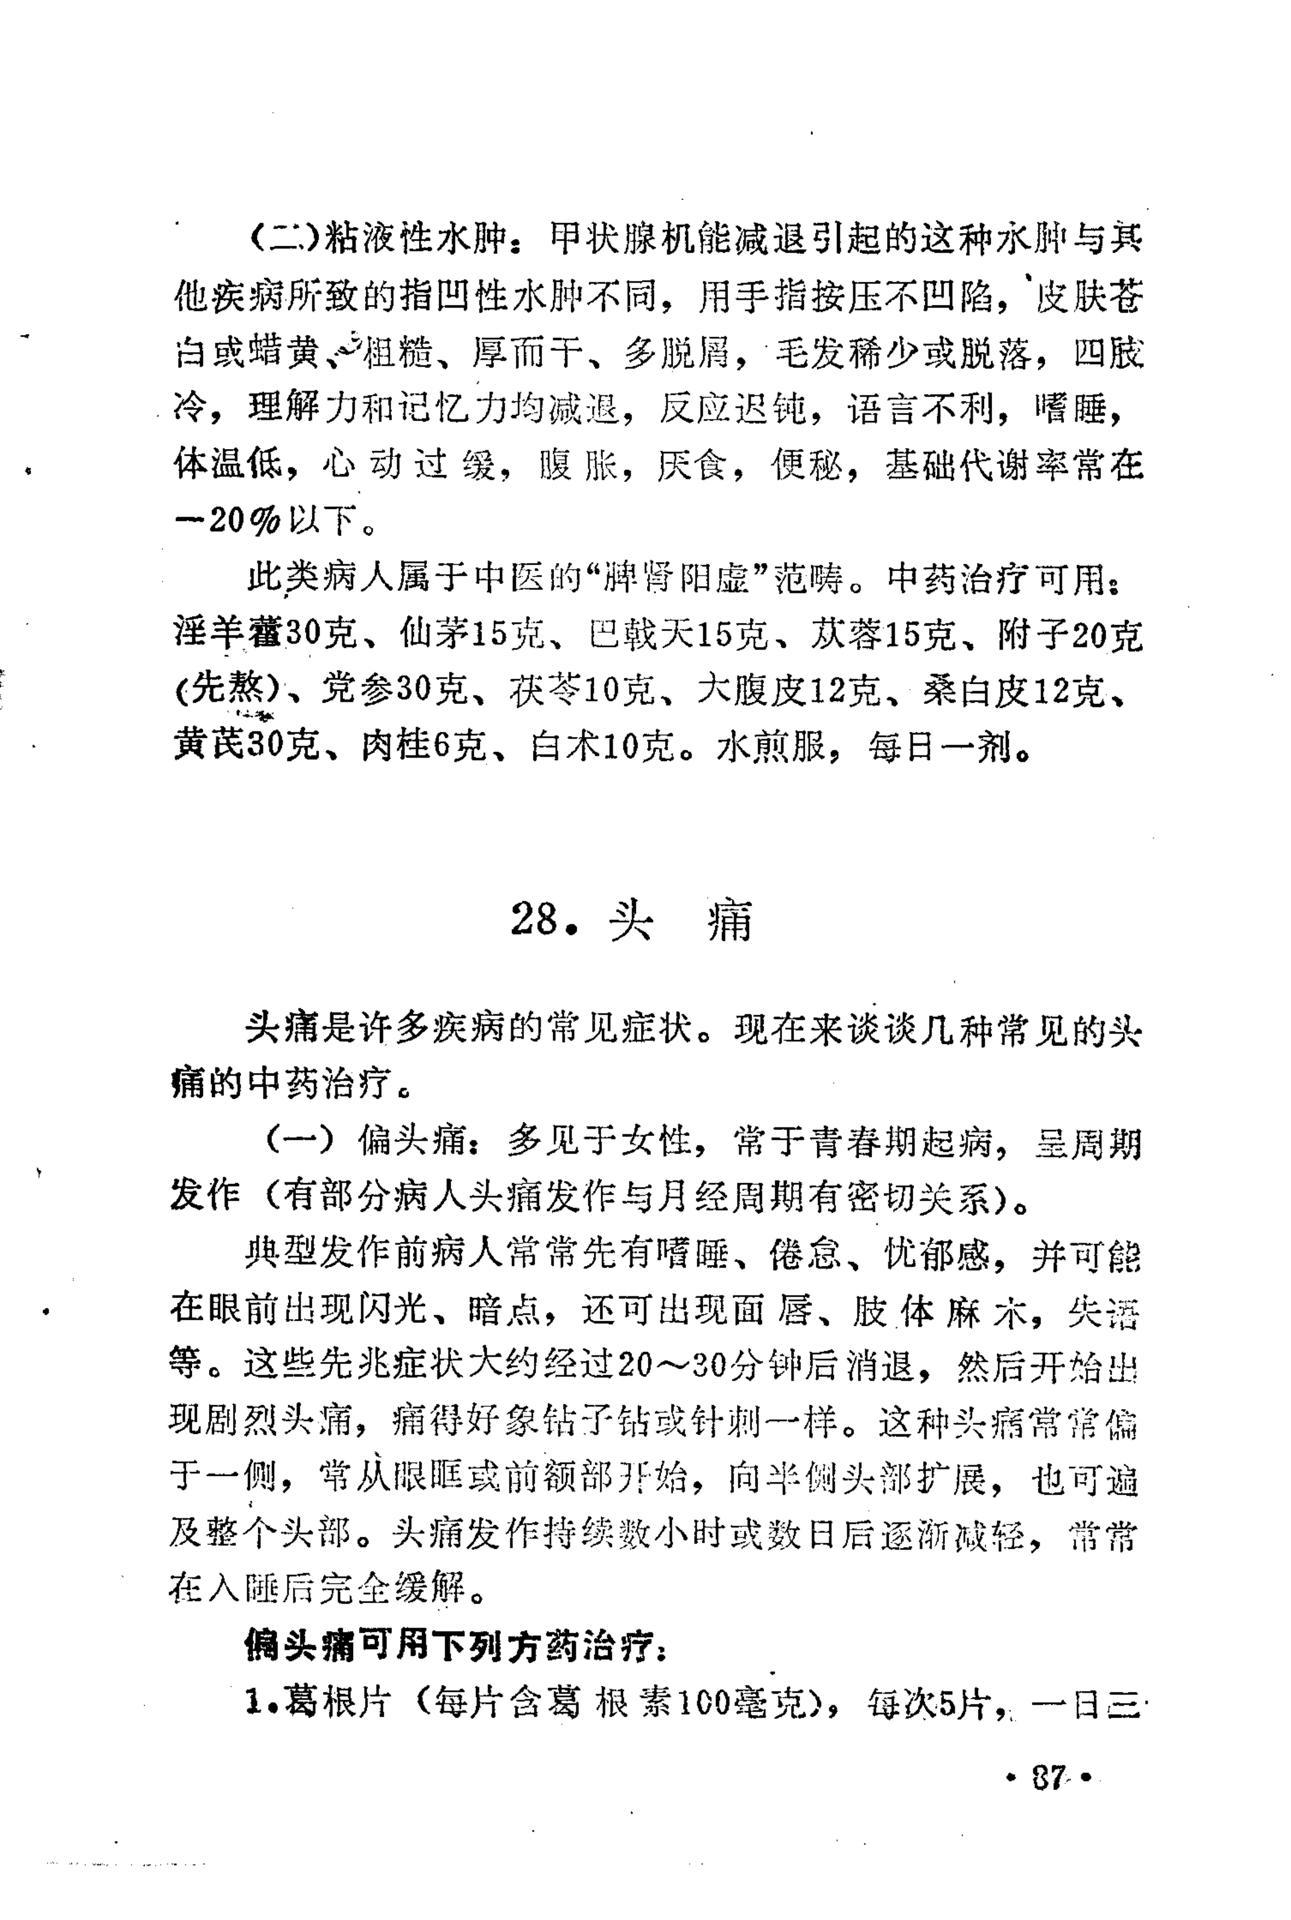 （二）粘液性水肿：甲状腺机能减退引起的这种水肿与其
他疾病所致的指凹性水肿不同，用手指按压不凹陷，皮肤苍
白或蜡黄、粗糙、厚而干、多脱屑，毛发稀少或脱落，四肢
冷，理解力和记忆力均减退，反应迟钝，语言不利，嗜睡，
体温低，心动过缓，腹胀，厌食，便秘，基础代谢率常在
－20%以下。
此类病人属于中医的“脾肾阳虚”范畴。中药治疗可用：
淫羊藿30克、仙茅15克、巴戟天15克、苁蓉15克、附子20克
（先熬）、党参30克、茯苓10克、大腹皮12克、桑白皮12克、
黄芪30克、肉桂6克、白术10克。水煎服，每日一剂。
28．头 痛
头痛是许多疾病的常见症状。现在来谈谈几种常见的头
痛的中药治疗。
（一）偏头痛：多见于女性，常于青春期起病，呈周期
发作（有部分病人头痛发作与月经周期有密切关系）。
典型发作前病人常常先有嗜睡、倦怠、忧郁感，并可能
在眼前出现闪光、暗点，还可出现面唇、肢体麻木，失语
等。这些先兆症状大约经过20～30分钟后消退，然后开始出
现剧烈头痛，痛得好象钻子钻或针刺一样。这种头痛常常偏
于一侧，常从眼眶或前额部开始，向半侧头部扩展，也可遍
及整个头部。头痛发作持续数小时或数日后逐渐减轻，常常
在入睡后完全缓解。
偏头痛可用下列方药治疗：
1．葛根片（每片含葛根素100毫克），每次5片，一日三
·87·